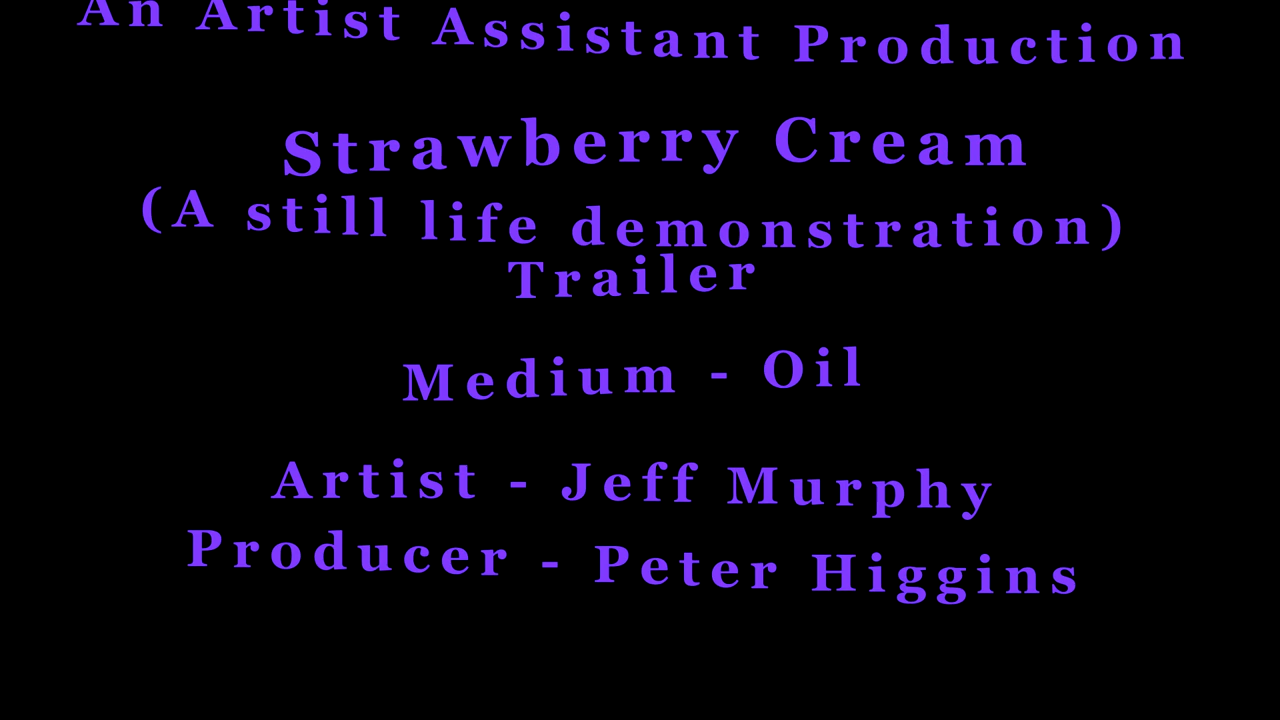 An Artist Assistant Production
Strawberry Cream
(A still life demonstration)
Trailer
Medium - Oil
Artist - Jeff Murphy
Producer - Peter Higgins